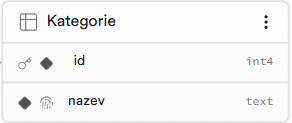 Kategorie
id int4
nazev text